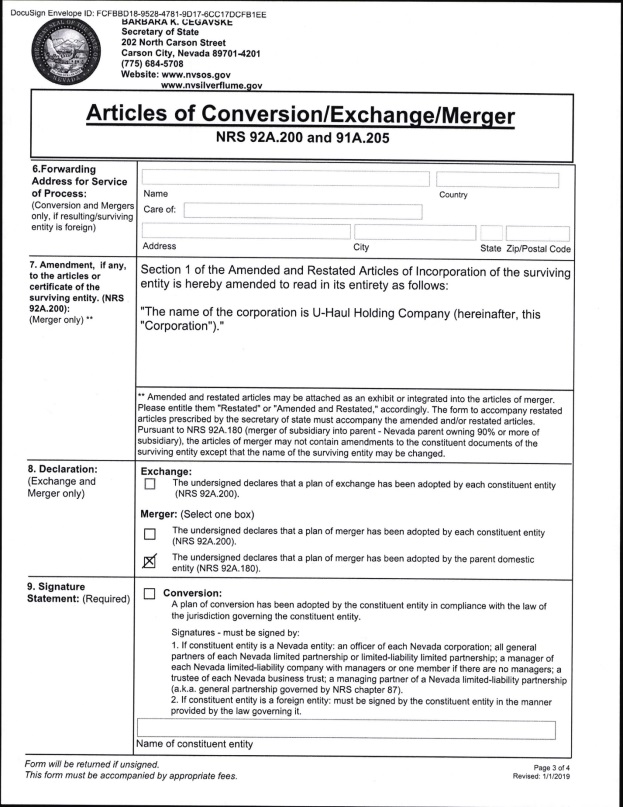 DocuSign Envelope ID: FCFBBD18-9528-4781-9D17-6CC17DCFB1EE
BARBARA K. CEGAVSKE
Secretary of State
202 North Carson Street
Carson City, Nevada 89701-4201
(775) 684-5708
Website: www.nvsos.gov
www.nvsilverflume.gov
Articles of Conversion/Exchange/Merger
NRS 92A.200 and 91A.205
6.Forwarding
Address for Service
of Process:
(Conversion and Mergers
only, if resulting/surviving
entity is foreign)
Name
Country
Care of:
Address
City
State
Zip/Postal Code
7. Amendment, if any,
to the articles or
certificate of the
surviving entity. (NRS
92A.200):
(Merger only) **
Section 1 of the Amended and Restated Articles of Incorporation of the surviving
entity is hereby amended to read in its entirety as follows:
"The name of the corporation is U-Haul Holding Company (hereinafter, this
"Corporation")."
** Amended and restated articles may be attached as an exhibit or integrated into the articles of merger.
Please entitle them "Restated" or "Amended and Restated," accordingly. The form to accompany restated
articles prescribed by the secretary of state must accompany the amended and/or restated articles.
Pursuant to NRS 92A.180 (merger of subsidiary into parent - Nevada parent owning 90% or more of
subsidiary), the articles of merger may not contain amendments to the constituent documents of the
surviving entity except that the name of the surviving entity may be changed.
8. Declaration:
(Exchange and
Merger only)
Exchange:
The undersigned declares that a plan of exchange has been adopted by each constituent entity
(NRS 92A.200).
Merger: (Select one box)
The undersigned declares that a plan of merger has been adopted by each constituent entity
(NRS 92A.200).
The undersigned declares that a plan of merger has been adopted by the parent domestic
entity (NRS 92A.180).
9. Signature
Statement: (Required)
Conversion:
A plan of conversion has been adopted by the constituent entity in compliance with the law of
the jurisdiction governing the constituent entity.
Signatures - must be signed by:
1. If constituent entity is a Nevada entity: an officer of each Nevada corporation; all general
partners of each Nevada limited partnership or limited-liability limited partnership; a manager of
each Nevada limited-liability company with managers or one member if there are no managers; a
trustee of each Nevada business trust; a managing partner of a Nevada limited-liability partnership
(a.k.a. general partnership governed by NRS chapter 87).
2. If constituent entity is a foreign entity: must be signed by the constituent entity in the manner
provided by the law governing it.
Name of constituent entity
Form will be returned if unsigned.
This form must be accompanied by appropriate fees.
Page 3 of 4
Revised: 1/1/2019